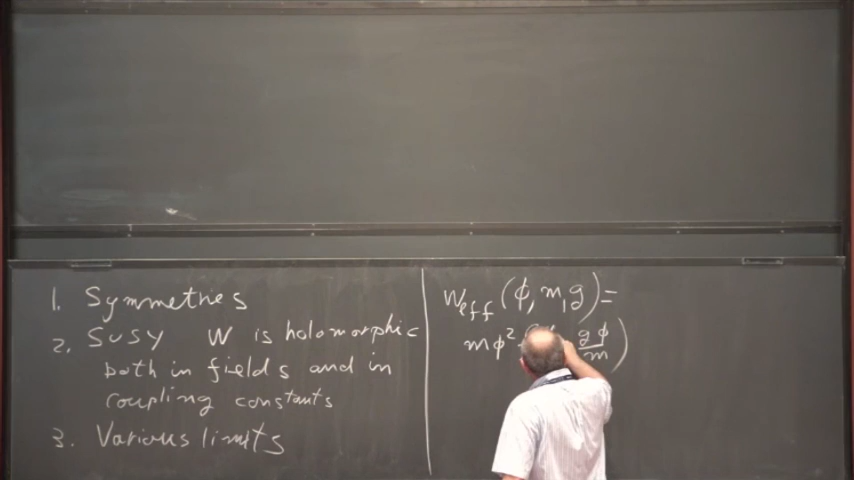 1. Symmetries
2. SUSY W is holomorphic
both in fields and in
coupling constants
3. Various limits
W_eff (ϕ, m, g) =
mϕ² gϕ/m )